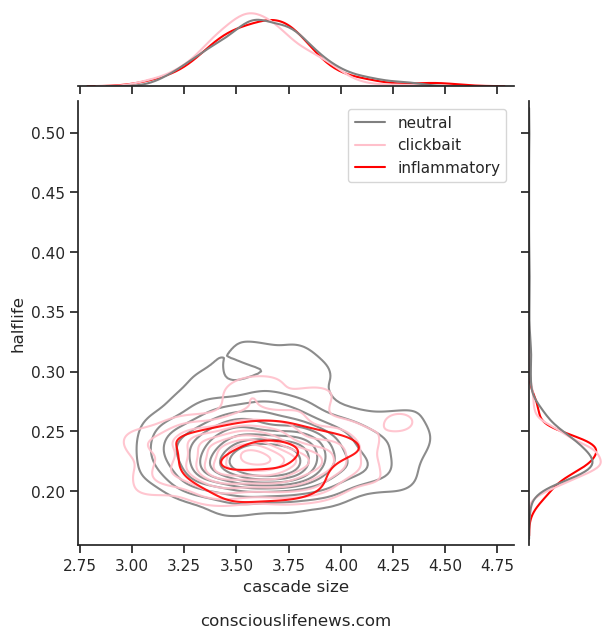 neutral
clickbait
inflammatory
0.50
0.45
0.40
0.35
0.30
0.25
0.20
halflife
2.75 3.00 3.25 3.50 3.75 4.00 4.25 4.50 4.75
cascade size
consciouslifenews.com